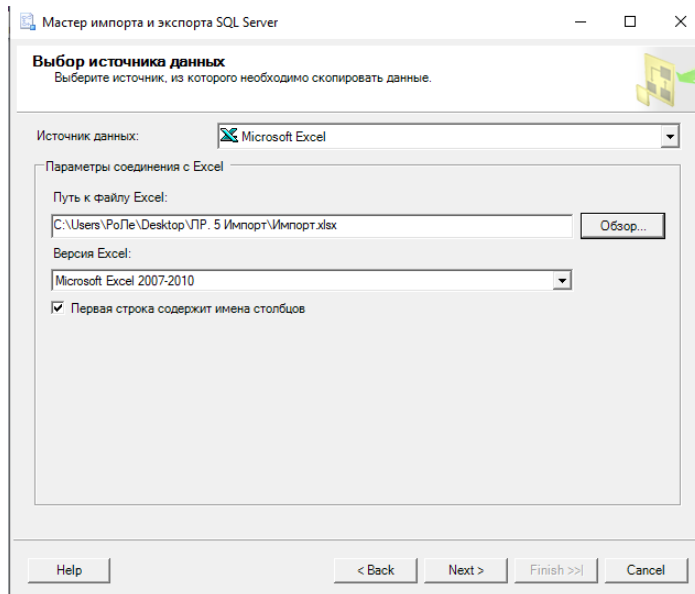 Мастер импорта и экспорта SQL Server
Выбор источника данных
Выберите источник, из которого необходимо скопировать данные.
Источник данных: Microsoft Excel
Параметры соединения с Excel
Путь к файлу Excel:
C:\Users\РоПе\Desktop\ПР. 5 Импорт\Импорт.xlsx Обзор...
Версия Excel:
Microsoft Excel 2007-2010
Первая строка содержит имена столбцов
Help < Back Next > Finish >>| Cancel